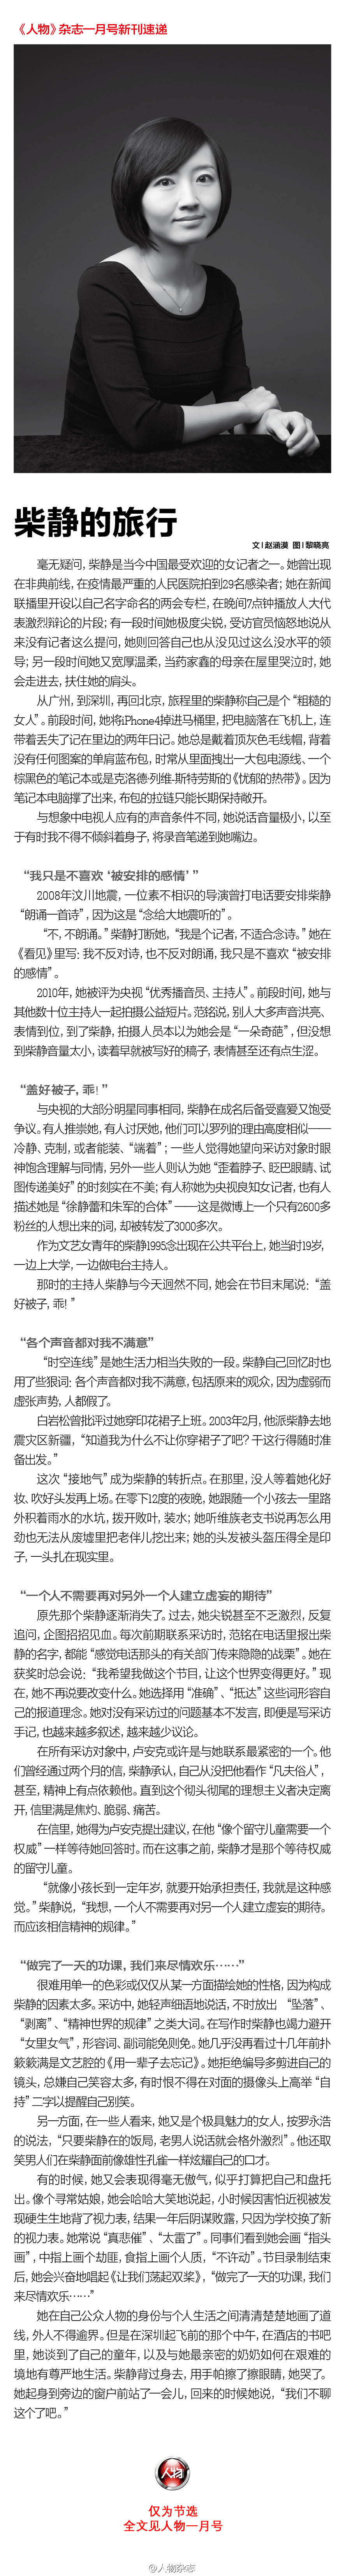 《人物》杂志一月号新刊速递
柴静的旅行
文|赵涵漠 图|黎晓亮
毫无疑问，柴静是当今中国最受欢迎的女记者之一。她曾出现
在非典前线，在疫情最严重的人民医院拍到29名感染者；她在新闻
联播里开设以自己名字命名的两会专栏，在晚间7点钟播放人大代
表激烈辩论的片段；有一段时间她极度尖锐，受访官员恼怒地说从
来没有记者这么提问，她则回答自己也从没见过这么没水平的领
导；另一段时间她又宽厚温柔，当药家鑫的母亲在屋里哭泣时，她
会走进去，扶住她的肩头。
从广州，到深圳，再回北京，旅程里的柴静称自己是个“粗糙的
女人”。前段时间，她将iPhone4掉进马桶里，把电脑落在飞机上，连
带着丢失了记在里边的两年日记。她总是戴着顶灰色毛线帽，背着
没有任何图案的单肩蓝布包，时常从里面拽出一大包电源线、一个
棕黑色的笔记本或是克洛德·列维-斯特劳斯的《忧郁的热带》。因为
笔记本电脑撑了出来，布包的拉链只能长期保持敞开。
与想象中电视人应有的声音条件不同，她说话音量极小，以至
于有时我不得不倾斜着身子，将录音笔递到她嘴边。
“我只是不喜欢‘被安排的感情’”
2008年汶川地震，一位素不相识的导演曾打电话要安排柴静
“朗诵一首诗”，因为这是“念给大地震听的”。
“不，不朗诵。”柴静打断她，“我是个记者，不适合念诗。”她在
《看见》里写：我不反对诗，也不反对朗诵，我只是不喜欢“被安排
的感情”。
2010年，她被评为央视“优秀播音员、主持人”。前段时间，她与
其他数十位主持人一起拍摄公益短片。范铭说，别人大多声音洪亮、
表情到位，到了柴静，拍摄人员本以为她会是“一朵奇葩”，但没想
到柴静音量太小，读着早就被写好的稿子，表情甚至还有点生涩。
“盖好被子，乖！”
与央视的大部分明星同事相同，柴静在成名后备受喜爱又饱受
争议。有人推崇她，有人讨厌她，他们可以罗列的理由高度相似——
冷静、克制，或者能装、“端着”；一些人觉得她望向采访对象时眼
神饱含理解与同情，另外一些人则认为她“歪着脖子、眨巴眼睛、试
图传递美好”的时刻实在不美；有人称她为央视良知女记者，也有人
描述她是“徐静蕾和朱军的合体”——这是微博上一个只有2600多
粉丝的人想出来的词，却被转发了3000多次。
作为文艺女青年的柴静1995念出现在公共平台上，她当时19岁，
一边上大学，一边做电台主持人。
那时的主持人柴静与今天迥然不同，她会在节目末尾说：“盖
好被子，乖！”
“各个声音都对我不满意”
“时空连线”是她生活力相当失败的一段。柴静自己回忆时也
用了些狠词：各个声音都对我不满意，包括原来的观众，因为虚弱而
虚张声势，人都假了。
白岩松曾批评过她穿印花裙子上班。2003年2月，他派柴静去地
震灾区新疆，“知道我为什么不让你穿裙子了吧？干这行得随时准
备出发。”
这次“接地气”成为柴静的转折点。在那里，没人等着她化好
妆、吹好头发再上场。在零下12度的夜晚，她跟随一个小孩去一里路
外积着雨水的水坑，拨开败叶，装水；她听维族老支书说再怎么用
劲也无法从废墟里把老伴儿挖出来；她的头发被头盔压得全是印
子，一头扎在现实里。
“一个人不需要再对另外一个人建立虚妄的期待”
原先那个柴静逐渐消失了。过去，她尖锐甚至不乏激烈，反复
追问，企图招招见血。每次前期联系采访时，范铭在电话里报出柴静
的名字，都能“感觉电话那头的有关部门传来隐隐的战栗”。她在
获奖时总会说：“我希望我做这个节目，让这个世界变得更好。”现
在，她不再说要改变什么。她选择用“准确”、“抵达”这些词形容自
己的报道理念。她对没有采访过的问题基本不发言，即便是写采访
手记，也越来越多叙述，越来越少议论。
在所有采访对象中，卢安克或许是与她联系最紧密的一个。他
们曾经通过两个月的信，柴静承认，自己从没把他看作“凡夫俗人”，
甚至，精神上有点依赖他。直到这个彻头彻尾的理想主义者决定离
开，信里满是焦灼、脆弱、痛苦。
在信里，她得为卢安克提出建议，在他“像个留守儿童需要一个
权威”一样等待她回答时。而在这事之前，柴静才是那个等待权威
的留守儿童。
“就像小孩长到一定年岁，就要开始承担责任，我就是这种感
觉。”柴静说，“我想，一个人不需要再对另一个人建立虚妄的期待。
而应该相信精神的规律。”
“做完了一天的功课，我们来尽情欢乐……”
很难用单一的色彩或仅仅从某一方面描绘她的性格，因为构成
柴静的因素太多。采访中，她轻声细语地说话，不时放出 “坠落”、
“剥离”、“精神世界的规律”之类大词。在写作时柴静也竭力避开
“女里女气”，形容词、副词能免则免。她几乎没再看过十几年前扑
簌簌满是文艺腔的《用一辈子去忘记》。她拒绝编导多剪进自己的
镜头，总嫌自己笑容太多，有时恨不得在对面的摄像头上高举“自
持”二字以提醒自己别笑。
另一方面，在一些人看来，她又是个极具魅力的女人，按罗永浩
的说法，“只要柴静在的饭局，老男人说话就会格外激烈”。他还取
笑男人们在柴静面前像雄性孔雀一样炫耀自己的口才。
有的时候，她又会表现得毫无傲气，似乎打算把自己和盘托
出。像个寻常姑娘，她会哈哈大笑地说起，小时候因害怕近视被发
现硬生生地背了视力表，结果一年后阴谋败露，只因为学校换了新
的视力表。她常说“真悲催”、“太雷了”。同事们看到她会画“指头
画”，中指上画个劫匪，食指上画个人质，“不许动”。节目录制结束
后，她会兴奋地唱起《让我们荡起双桨》，“做完了一天的功课，我们
来尽情欢乐……”
她在自己公众人物的身份与个人生活之间清清楚楚地画了道
线，外人不得逾界。但是在深圳起飞前的那个中午，在酒店的书吧
里，她谈到了自己的童年，以及与她最亲密的奶奶如何在艰难的
境地有尊严地生活。柴静背过身去，用手帕擦了擦眼睛，她哭了。
她起身到旁边的窗户前站了一会儿，回来的时候她说，“我们不聊
这个了吧。”
人物
仅为节选
全文见人物一月号
@人物杂志